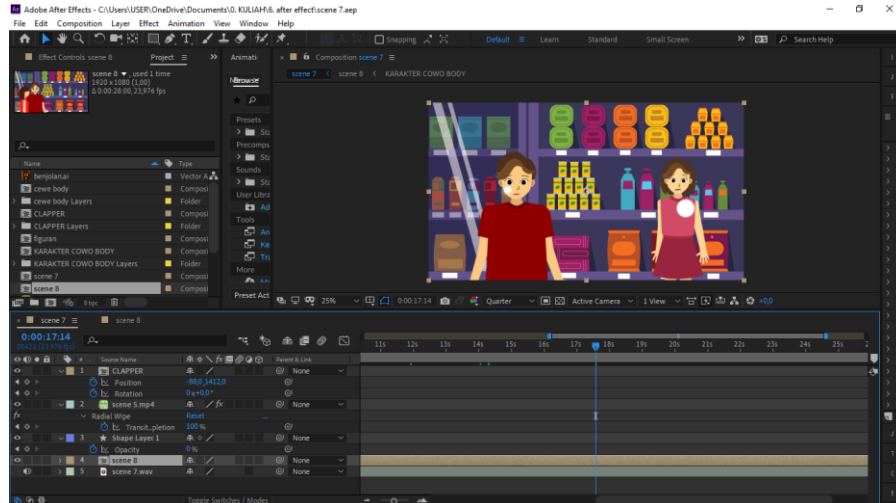 Adobe After Effects - C:\Users\USER\OneDrive\Documents\0. KULIAH\6. after effect\scene 7.aep
File Edit Composition Layer Effect Animation View Window Help
Snapping Default Learn Standard Small Screen Search Help
Effect Controls scene 8 Project Animati Composition scene 7
scene 8 , used 1 time
1920 x 1080 (1,00)
Δ 0:00:28:00, 23,976 fps
Browse
scene 7 scene 8 KARAKTER COWO BODY
Presets
Precomps
Sounds
User Libra
Tools
More
Preset Act
Name Type
benjolan.ai Vector A
cewe body Composi
cewe body Layers Folder
CLAPPER Composi
CLAPPER Layers Folder
figuran Composi
KARAKTER COWO BODY Composi
KARAKTER COWO BODY Layers Folder
scene 7 Composi
scene 8 Composi
8 bpc
25% 0:00:17:14 Quarter Active Camera 1 View +0,0
scene 7 scene 8
0:00:17:14
11s 12s 13s 14s 15s 16s 17s 18s 19s 20s 21s 22s 23s 24s 25s
# Source Name Parent & Link
1 CLAPPER None
Position -88,0,1412,0
Rotation 0x+0,0°
2 scene 5.mp4 None
Radial Wipe Reset
Transit...pletion 100 %
3 Shape Layer 1 None
Opacity 0 %
4 scene 8 None
5 scene 7.wav None
Toggle Switches / Modes